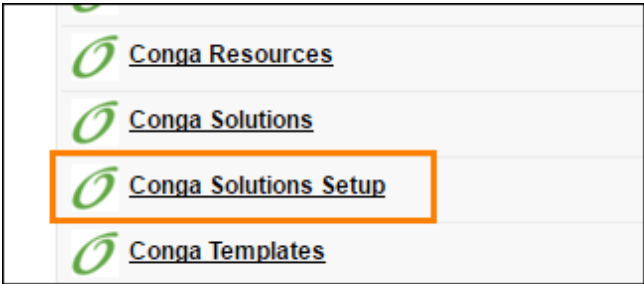 Conga Resources
Conga Solutions
Conga Solutions Setup
Conga Templates